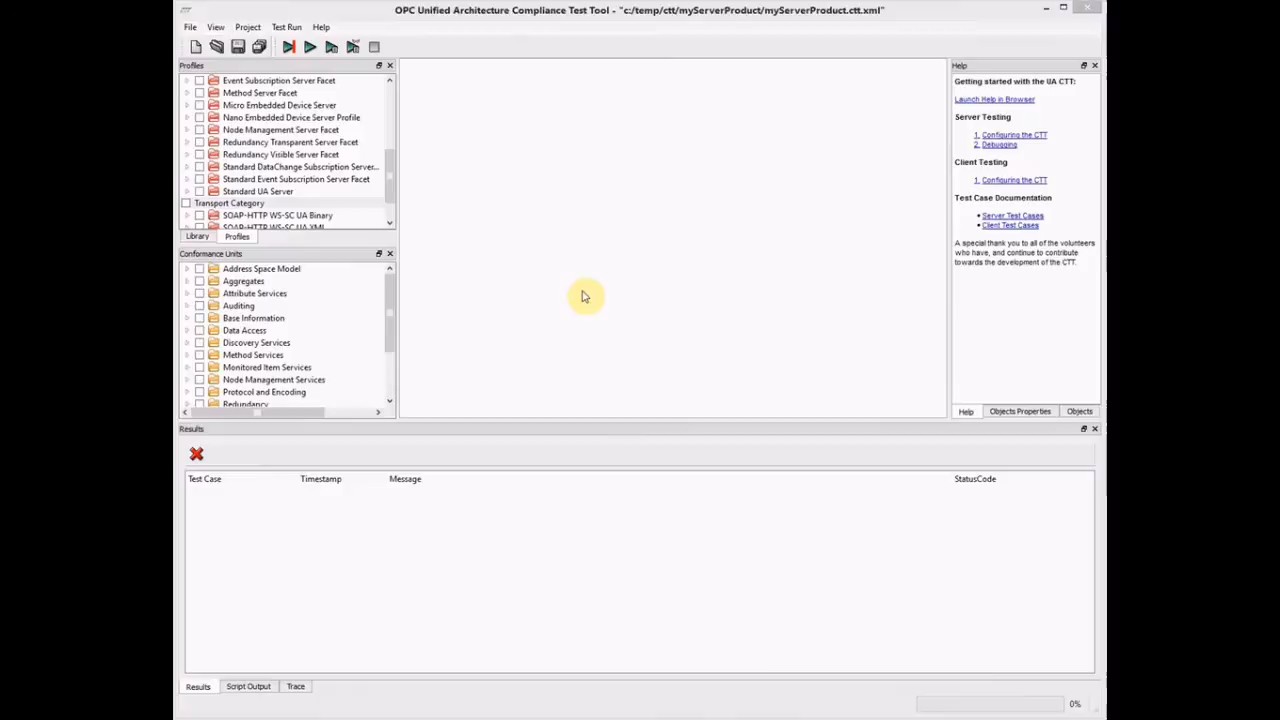 OPC Unified Architecture Compliance Test Tool - "c:/temp/ctt/myServerProduct/myServerProduct.ctt.xml"
File View Project Test Run Help
Profiles
Event Subscription Server Facet
Method Server Facet
Micro Embedded Device Server
Nano Embedded Device Server Profile
Node Management Server Facet
Redundancy Transparent Server Facet
Redundancy Visible Server Facet
Standard DataChange Subscription Server...
Standard Event Subscription Server Facet
Standard UA Server
Transport Category
SOAP-HTTP WS-SC UA Binary
SOAP-HTTP WS-SC UA XML
Library Profiles
Conformance Units
Address Space Model
Aggregates
Attribute Services
Auditing
Base Information
Data Access
Discovery Services
Method Services
Monitored Item Services
Node Management Services
Protocol and Encoding
Redundancy
Help
Getting started with the UA CTT:
Launch Help in Browser
Server Testing
1. Configuring the CTT
2. Debugging
Client Testing
1. Configuring the CTT
Test Case Documentation
• Server Test Cases
• Client Test Cases
A special thank you to all of the volunteers
who have, and continue to contribute
towards the development of the CTT.
Help Objects Properties Objects
Results
Test Case Timestamp Message StatusCode
Results Script Output Trace
0%